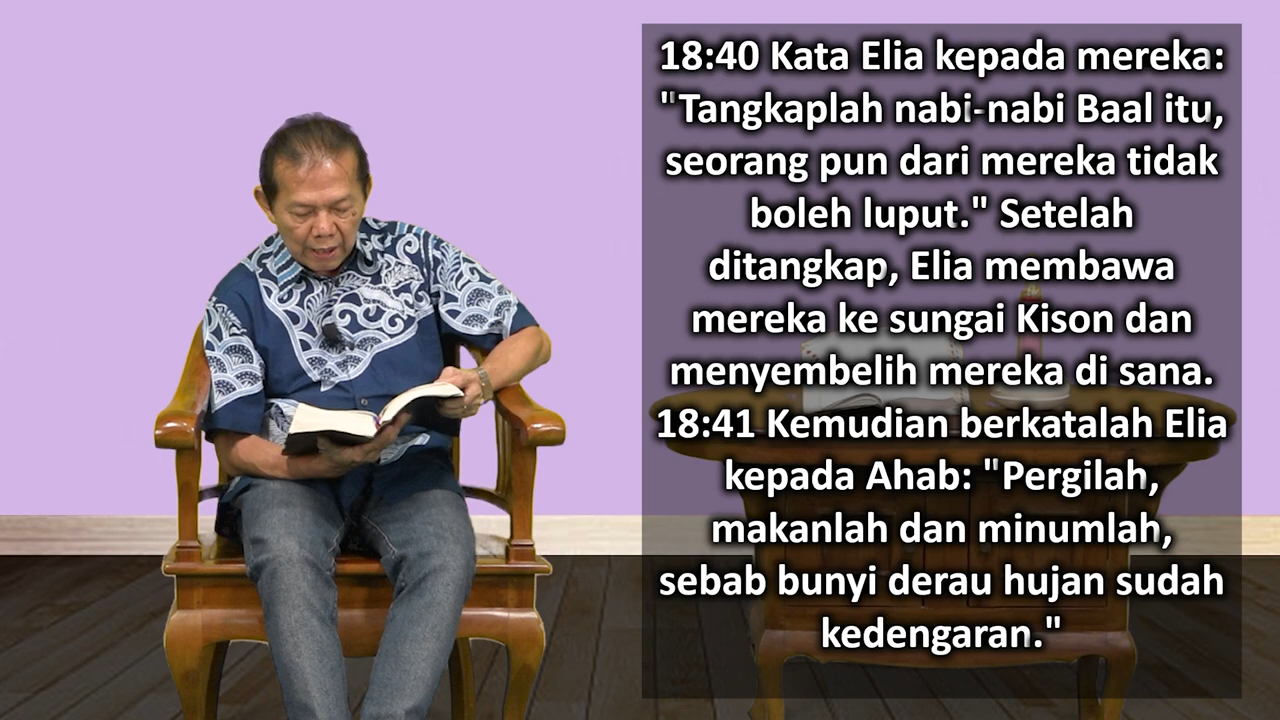 18:40 Kata Elia kepada mereka:
"Tangkaplah nabi-nabi Baal itu,
seorang pun dari mereka tidak
boleh luput." Setelah
ditangkap, Elia membawa
mereka ke sungai Kison dan
menyembelih mereka di sana.
18:41 Kemudian berkatalah Elia
kepada Ahab: "Pergilah,
makanlah dan minumlah,
sebab bunyi derau hujan sudah
kedengaran."